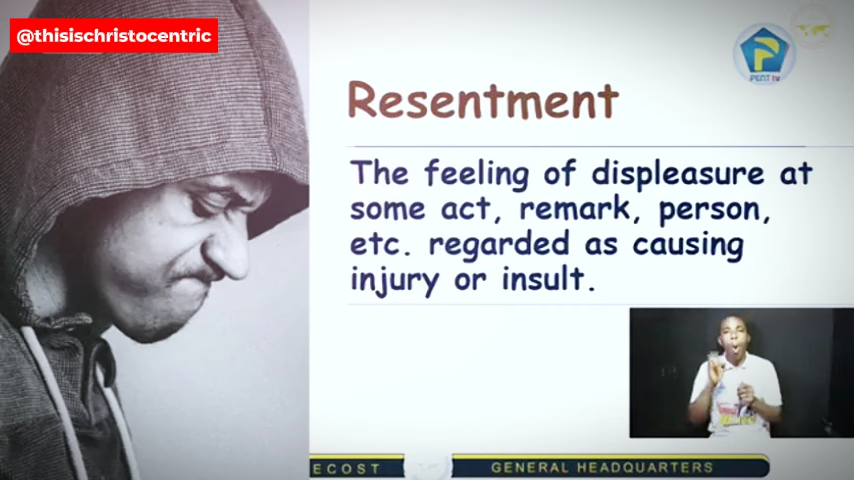 @thisischristocentric
P
PENT tv
Resentment
The feeling of displeasure at
some act, remark, person,
etc. regarded as causing
injury or insult.
ECOST
GENERAL HEADQUARTERS